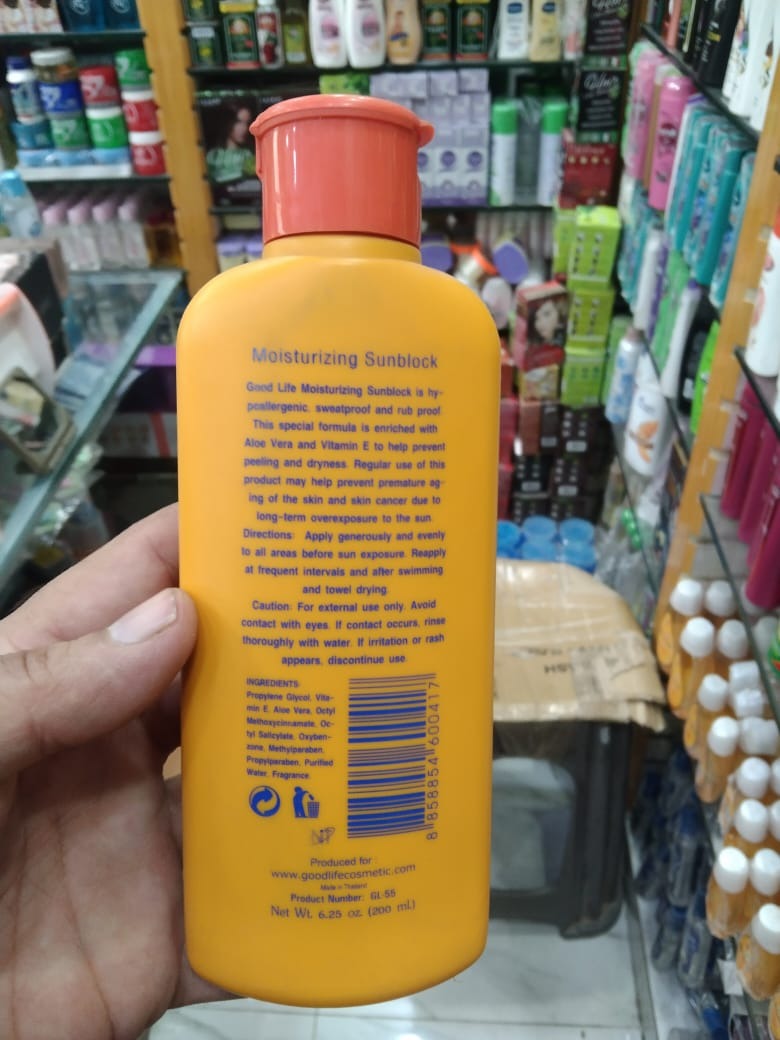 Moisturizing Sunblock
Good Life Moisturizing Sunblock is hy-
poallergenic, sweatproof and rub proof.
This special formula is enriched with
Aloe Vera and Vitamin E to help prevent
peeling and dryness. Regular use of this
product may help prevent premature ag-
ing of the skin and skin cancer due to
long-term overexposure to the sun.
Directions: Apply generously and evenly
to all areas before sun exposure. Reapply
at frequent intervals and after swimming
and towel drying.
Caution: For external use only. Avoid
contact with eyes. If contact occurs, rinse
thoroughly with water. If irritation or rash
appears, discontinue use.
INGREDIENTS:
Propylene Glycol, Vita-
min E, Aloe Vera, Octyl
Methoxycinnamate, Oc-
tyl Salicylate, Oxyben-
zone, Methylparaben,
Propylparaben, Purified
Water, Fragrance.
8 858854 600417
Produced for :
www.goodlifecosmetic.com
Made in Thailand
Product Number: GL-55
Net Wt. 6.25 oz. (200 ml.)